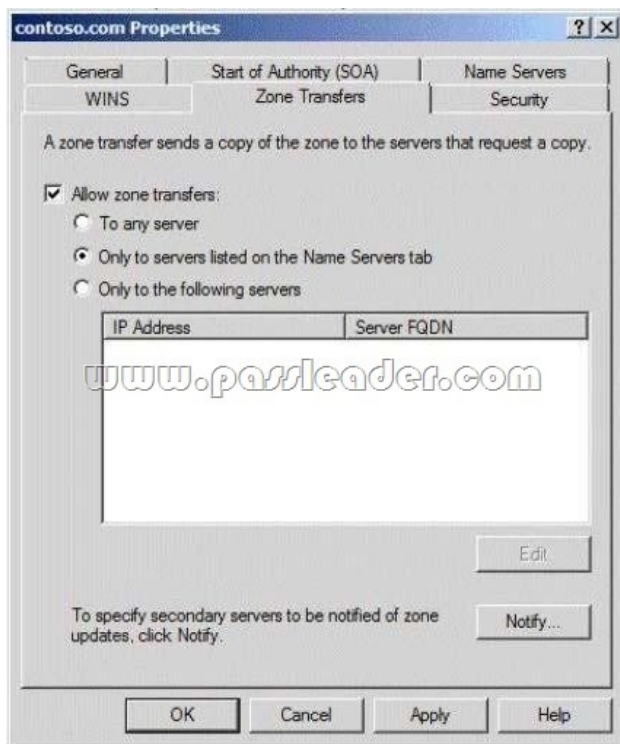 contoso.com Properties
General
Start of Authority (SOA)
Name Servers
WINS
Zone Transfers
Security
A zone transfer sends a copy of the zone to the servers that request a copy.
Allow zone transfers:
To any server
Only to servers listed on the Name Servers tab
Only to the following servers
IP Address
Server FQDN
www.passleader.com
Edit
To specify secondary servers to be notified of zone
updates, click Notify.
Notify...
OK
Cancel
Apply
Help